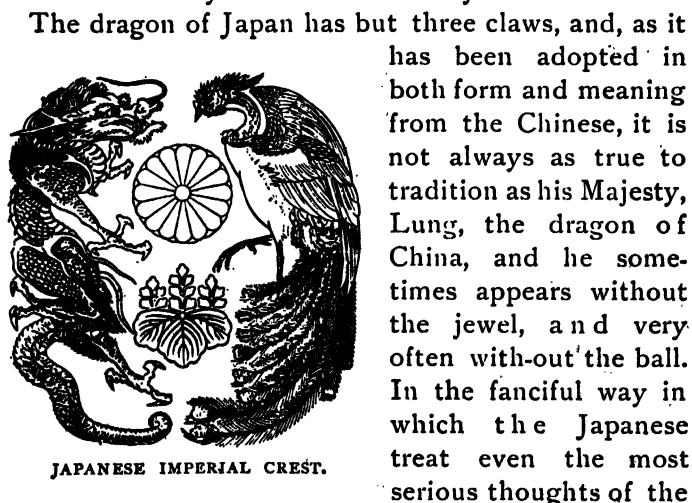 The dragon of Japan has but three claws, and, as it
has been adopted in
both form and meaning
from the Chinese, it is
not always as true to
tradition as his Majesty,
Lung, the dragon of
China, and he some-
times appears without
the jewel, and very
often with-out the ball.
In the fanciful way in
which the Japanese
treat even the most
serious thoughts of the
JAPANESE IMPERIAL CREST.